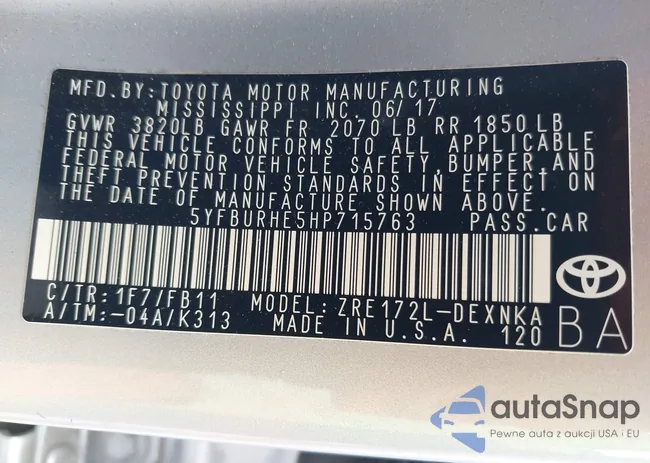 MFD.BY:TOYOTA MOTOR MANUFACTURING
MISSISSIPPI INC. 06/17
GVWR 3820LB GAWR FR 2070 LB RR 1850 LB
THIS VEHICLE CONFORMS TO ALL APPLICABLE
FEDERAL MOTOR VEHICLE SAFETY,BUMPER,AND
THEFT PREVENTION STANDARDS IN EFFECT ON
THE DATE OF MANUFACTURE SHOWN ABOVE.
5YFBURHE5HP715763 PASS.CAR
C/TR:1F7/FB11 MODEL:ZRE172L-DEXNKA
A/TM:-04A/K313 MADE IN U.S.A. 120 BA
autaSnap
Pewne auta z aukcji USA i EU